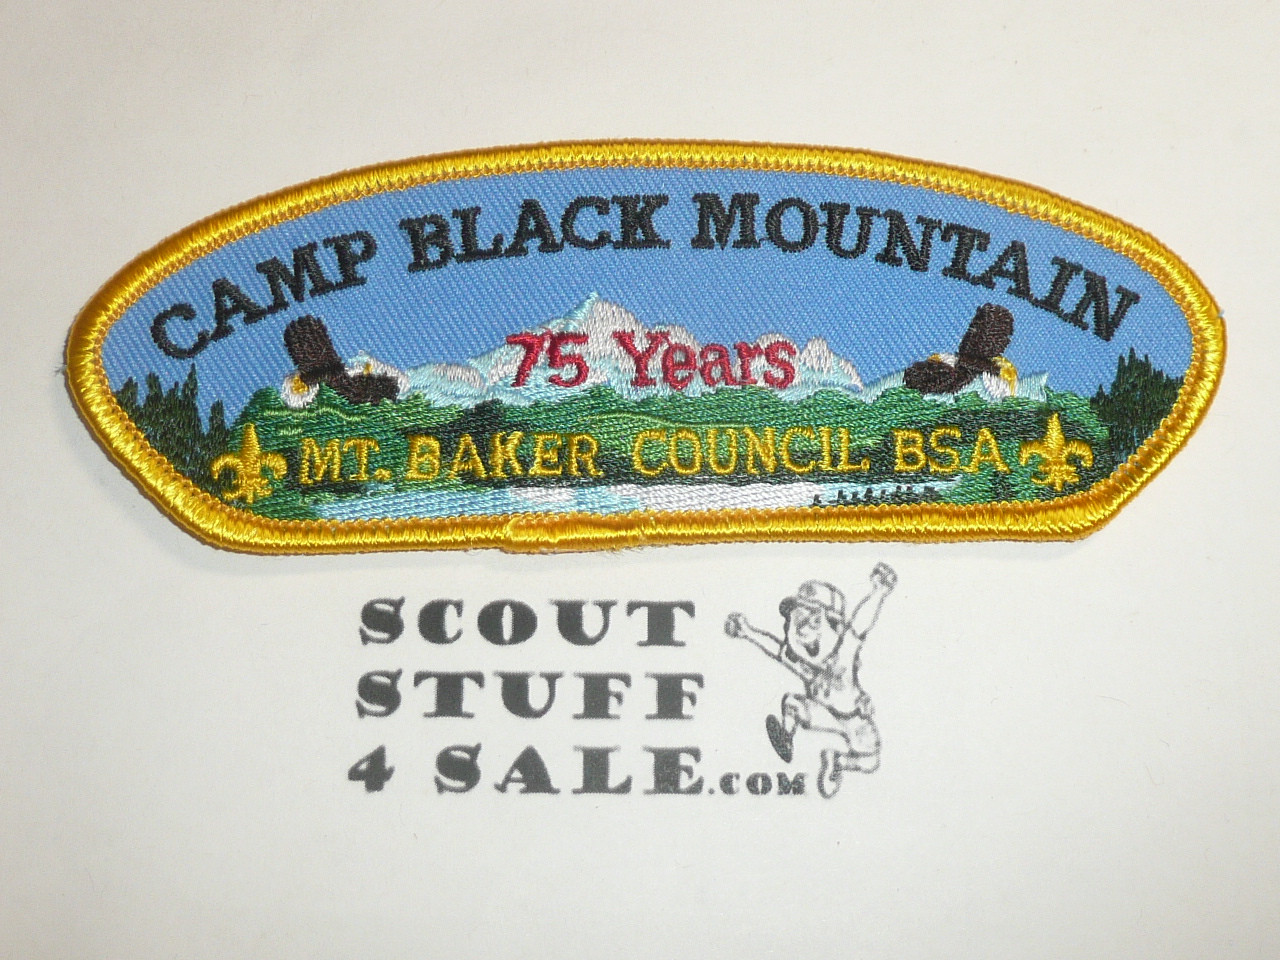 CAMP BLACK MOUNTAIN
75 Years
MT. BAKER COUNCIL BSA
SCOUT
STUFF
4 SALE.COM